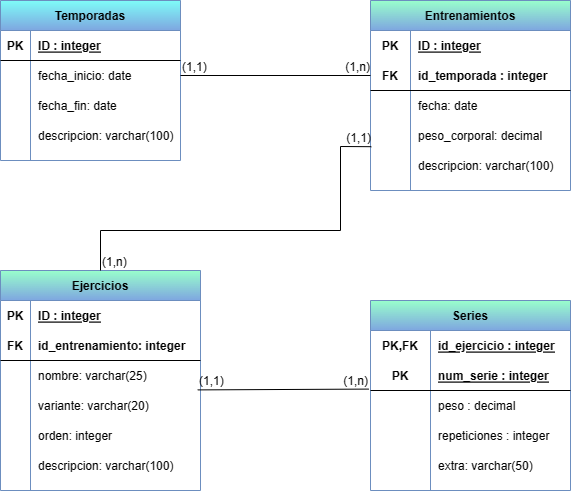 Temporadas
PK ID : integer
fecha_inicio: date
fecha_fin: date
descripcion: varchar(100)
(1,1)
(1,n)
Entrenamientos
PK ID : integer
FK id_temporada : integer
fecha: date
peso_corporal: decimal
descripcion: varchar(100)
(1,1)
(1,n)
Ejercicios
PK ID : integer
FK id_entrenamiento: integer
nombre: varchar(25)
variante: varchar(20)
orden: integer
descripcion: varchar(100)
(1,1)
(1,n)
Series
PK,FK id_ejercicio : integer
PK num_serie : integer
peso : decimal
repeticiones : integer
extra: varchar(50)